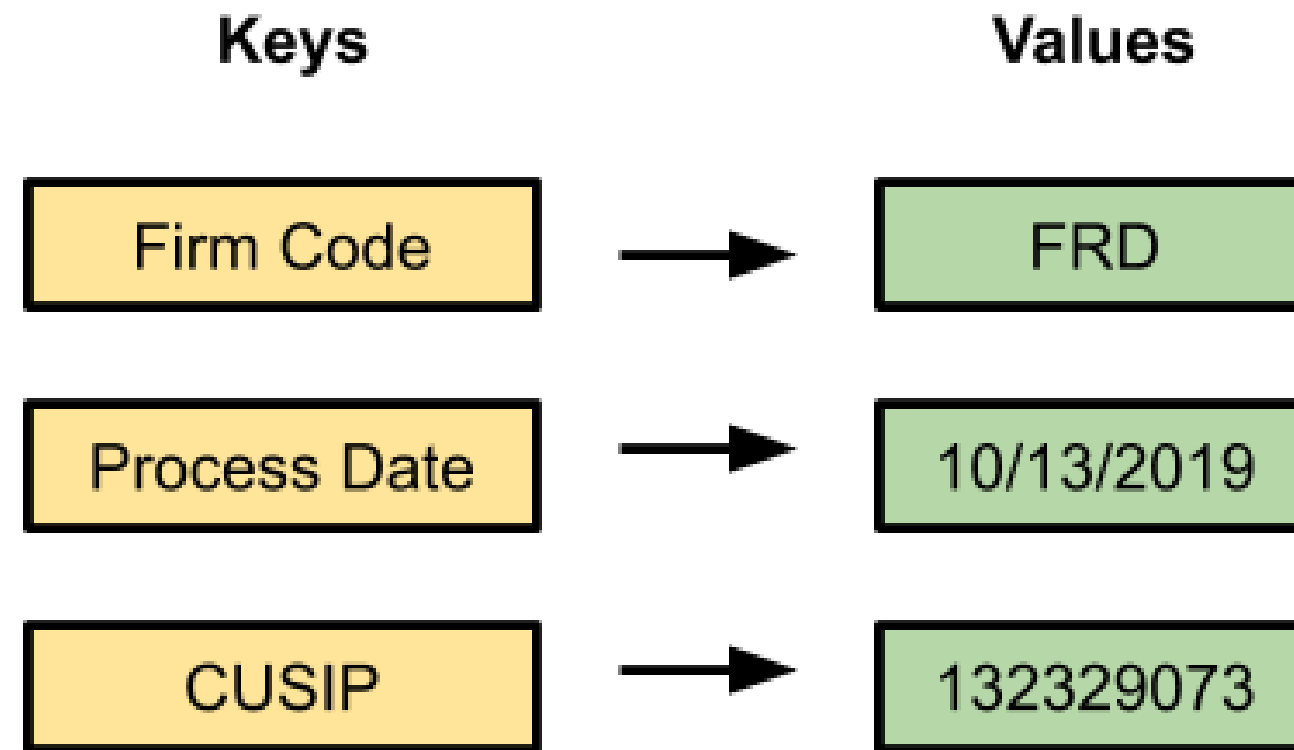 Keys Values
Firm Code FRD
Process Date 10/13/2019
CUSIP 132329073